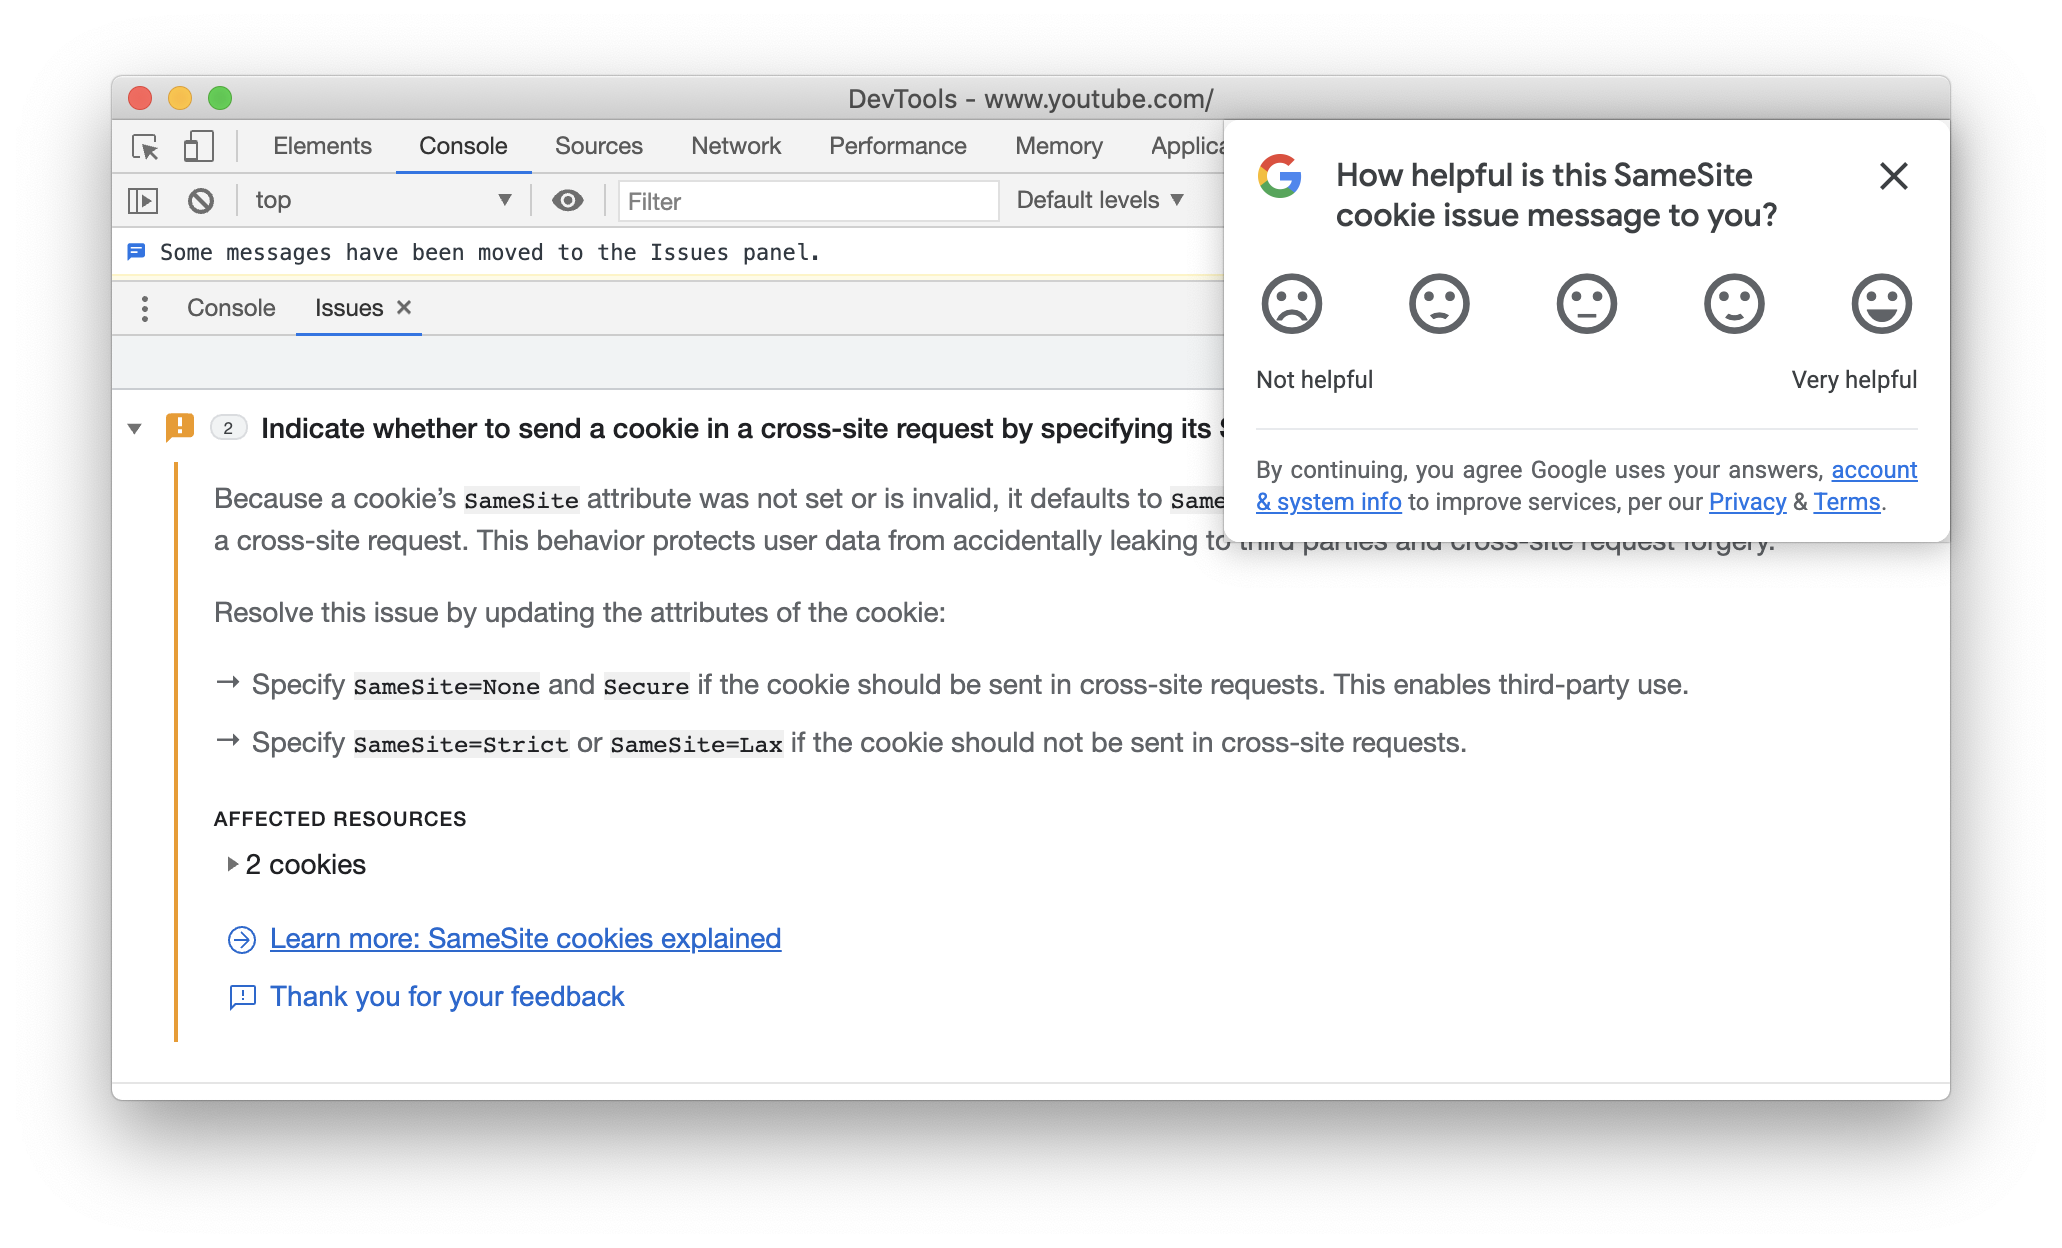 DevTools - www.youtube.com/
Elements Console Sources Network Performance Memory Applica
top Filter Default levels
Some messages have been moved to the Issues panel.
Console Issues
2 Indicate whether to send a cookie in a cross-site request by specifying its
Because a cookie’s SameSite attribute was not set or is invalid, it defaults to Same
a cross-site request. This behavior protects user data from accidentally leaking to third parties and cross-site request forgery.
Resolve this issue by updating the attributes of the cookie:
→ Specify SameSite=None and Secure if the cookie should be sent in cross-site requests. This enables third-party use.
→ Specify SameSite=Strict or SameSite=Lax if the cookie should not be sent in cross-site requests.
AFFECTED RESOURCES
2 cookies
Learn more: SameSite cookies explained
Thank you for your feedback
How helpful is this SameSite
cookie issue message to you?
Not helpful Very helpful
By continuing, you agree Google uses your answers, account
& system info to improve services, per our Privacy & Terms.